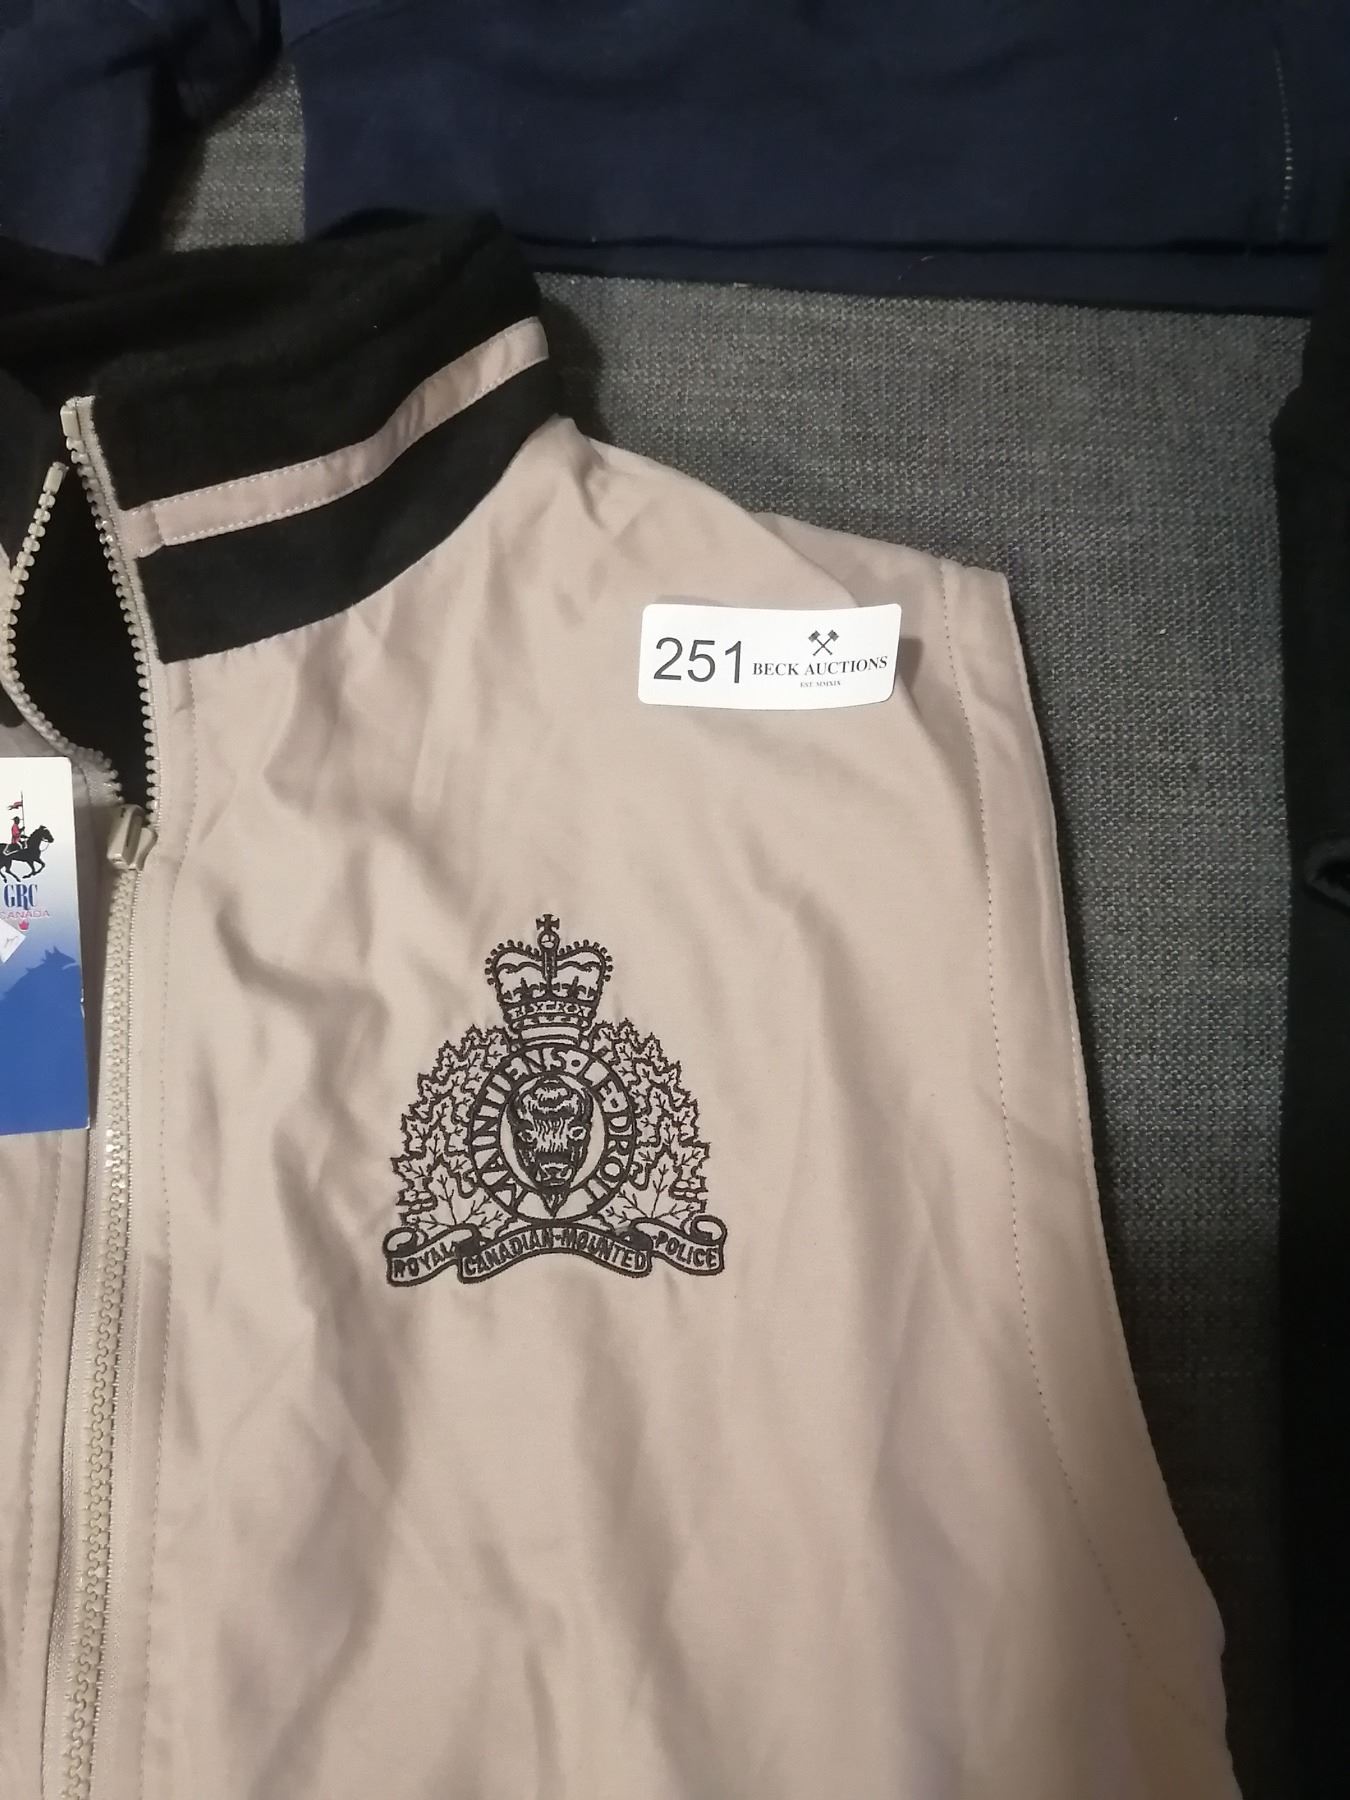 251
BECK AUCTIONS
EST MMXIX
GRC
CANADA
MAINTIENS·LE·DROIT
ROYAL CANADIAN-MOUNTED POLICE